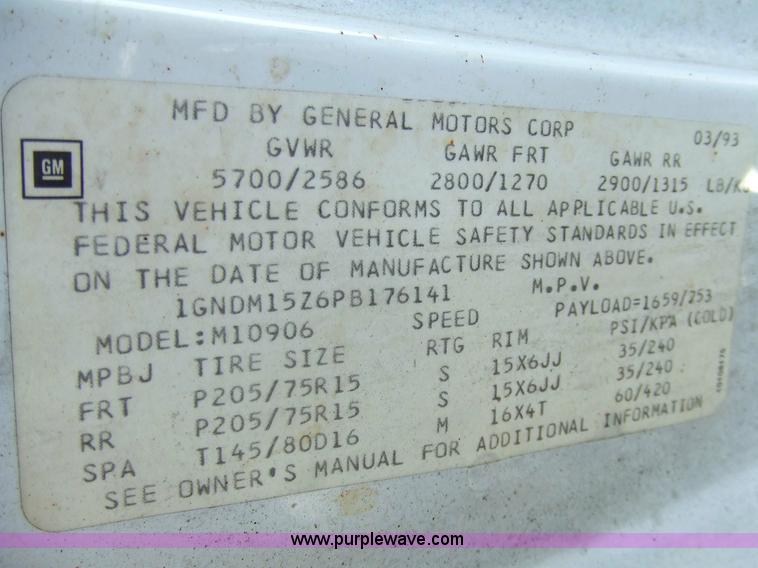 MFD BY GENERAL MOTORS CORP 03/93
GM
GVWR GAWR FRT GAWR RR
5700/2586 2800/1270 2900/1315 LB/KG
THIS VEHICLE CONFORMS TO ALL APPLICABLE U.S.
FEDERAL MOTOR VEHICLE SAFETY STANDARDS IN EFFECT
ON THE DATE OF MANUFACTURE SHOWN ABOVE.
1GNDM15Z6PB176141 M.P.V.
MODEL:M10906 SPEED PAYLOAD=1659/253
MPBJ TIRE SIZE RTG RIM PSI/KPA (COLD)
FRT P205/75R15 S 15X6JJ 35/240
RR P205/75R15 S 15X6JJ 35/240
SPA T145/80D16 M 16X4T 60/420
SEE OWNER'S MANUAL FOR ADDITIONAL INFORMATION
www.purplewave.com